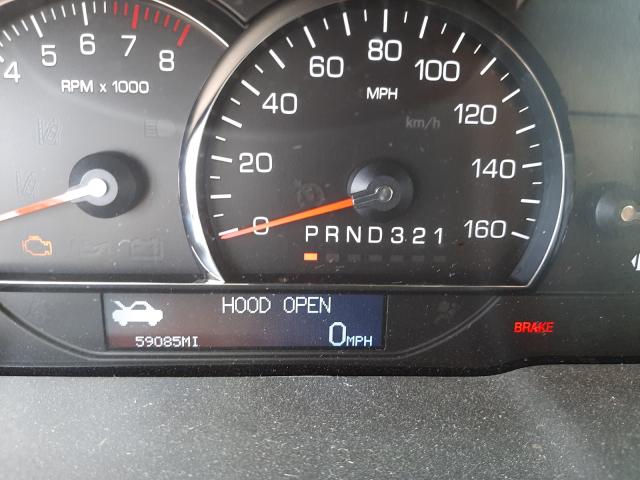 4 5 6 7 8
RPM x 1000
0 20 40 60 80 100 120 140 160
MPH
km/h
PRND321
HOOD OPEN
59085MI
0MPH
BRAKE